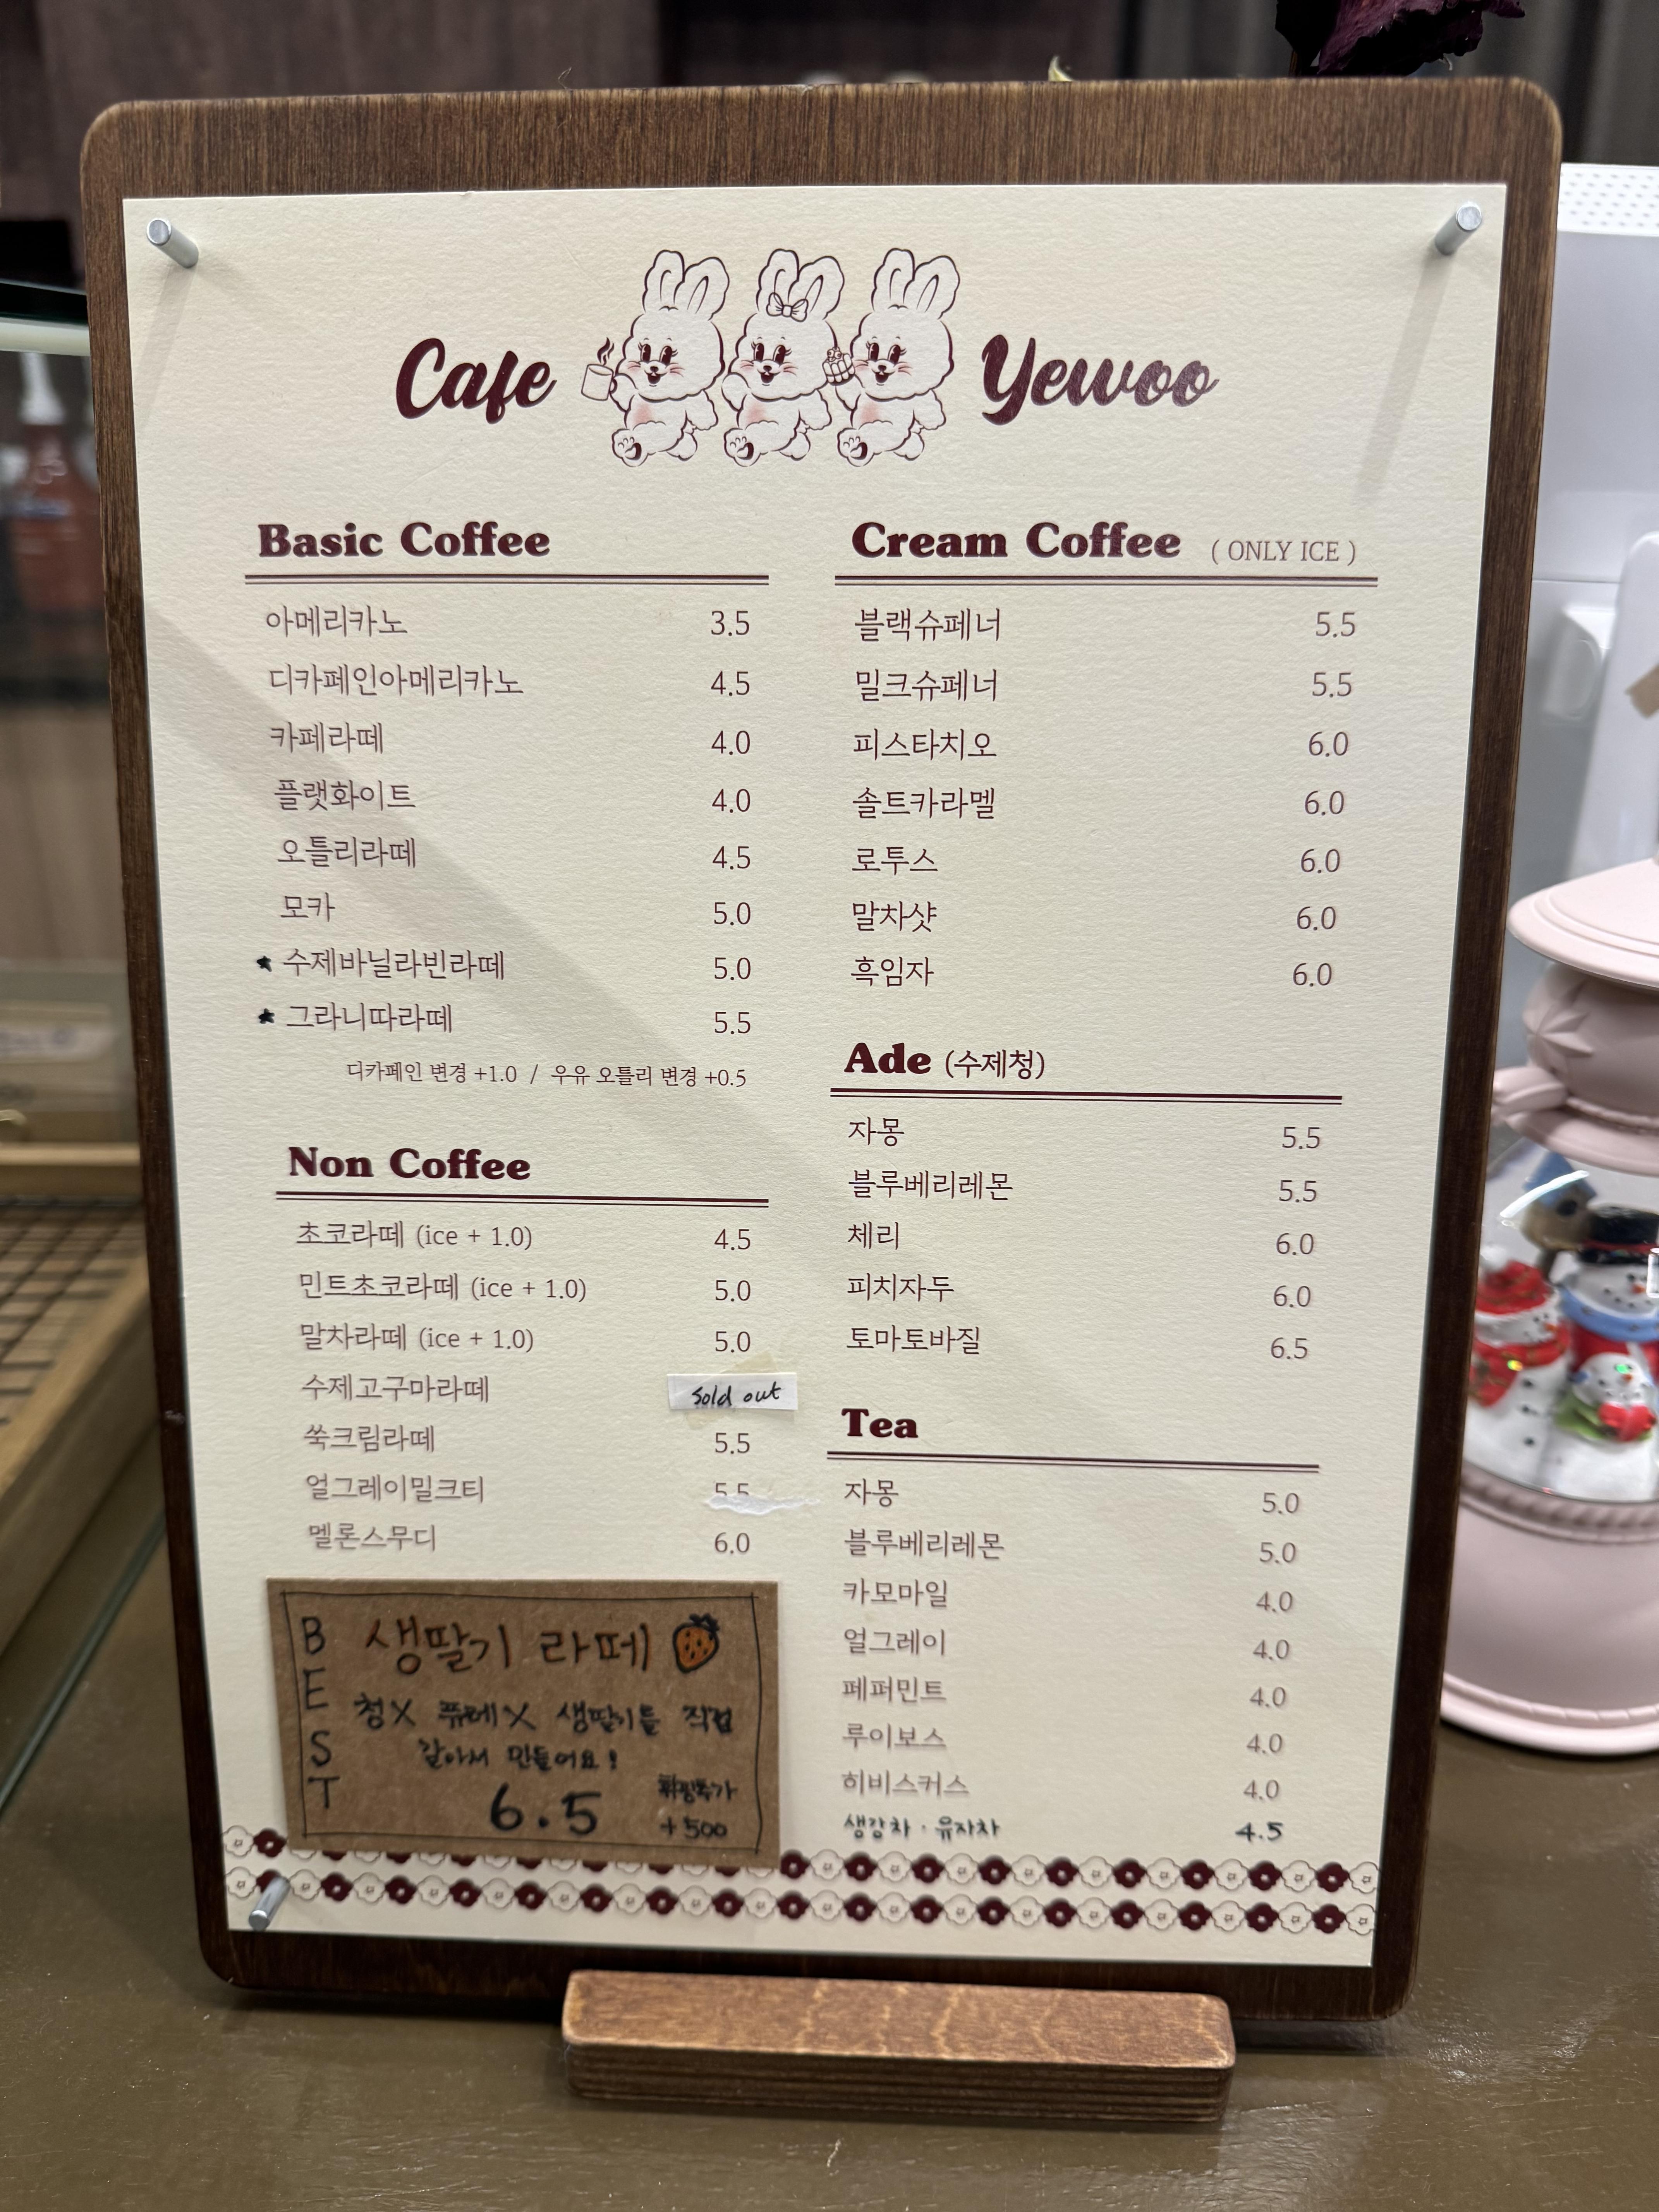 Cafe Yewoo
Basic Coffee
아메리카노 3.5
디카페인아메리카노 4.5
카페라떼 4.0
플랫화이트 4.0
오틀리라떼 4.5
모카 5.0
★ 수제바닐라빈라떼 5.0
★ 그라니따라떼 5.5
디카페인 변경 +1.0 / 우유 오틀리 변경 +0.5
Non Coffee
초코라떼 (ice + 1.0) 4.5
민트초코라떼 (ice + 1.0) 5.0
말차라떼 (ice + 1.0) 5.0
수제고구마라떼 Sold out
쑥크림라떼 5.5
얼그레이밀크티 5.5
멜론스무디 6.0
BEST
생딸기 라떼
청X 퓨레X 생딸기를 직접
갈아서 만들어요!
6.5
+500
Cream Coffee ( ONLY ICE )
블랙슈페너 5.5
밀크슈페너 5.5
피스타치오 6.0
솔트카라멜 6.0
로투스 6.0
말차샷 6.0
흑임자 6.0
Ade (수제청)
자몽 5.5
블루베리레몬 5.5
체리 6.0
피치자두 6.0
토마토바질 6.5
Tea
자몽 5.0
블루베리레몬 5.0
카모마일 4.0
얼그레이 4.0
페퍼민트 4.0
루이보스 4.0
히비스커스 4.0
생강차 · 유자차 4.5